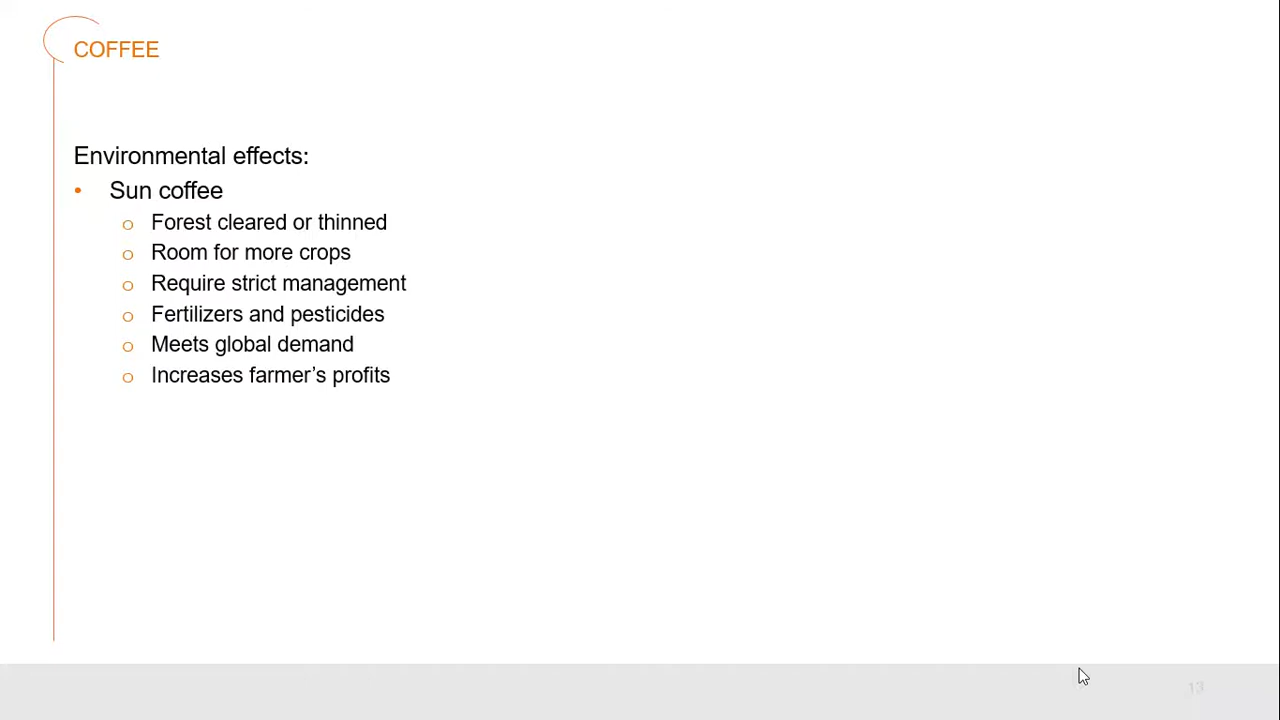 COFFEE
Environmental effects:
• Sun coffee
o Forest cleared or thinned
o Room for more crops
o Require strict management
o Fertilizers and pesticides
o Meets global demand
o Increases farmer’s profits
13